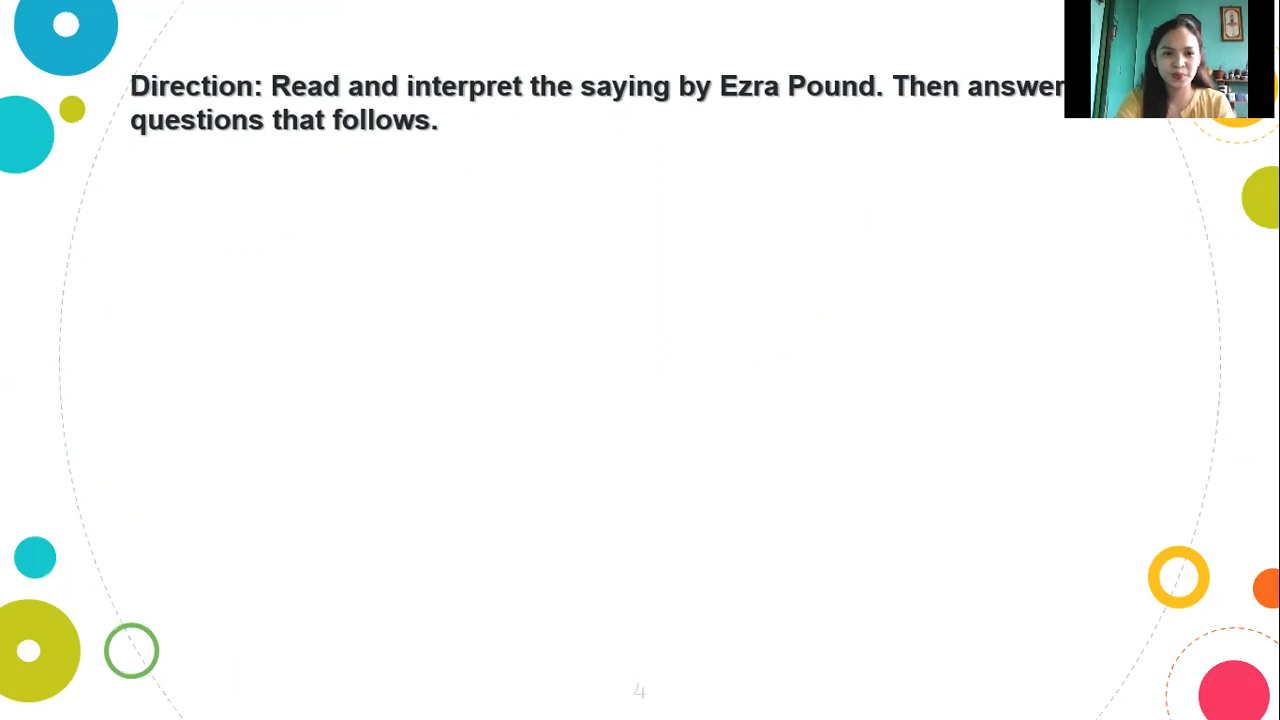 Direction: Read and interpret the saying by Ezra Pound. Then answer
questions that follows.
4